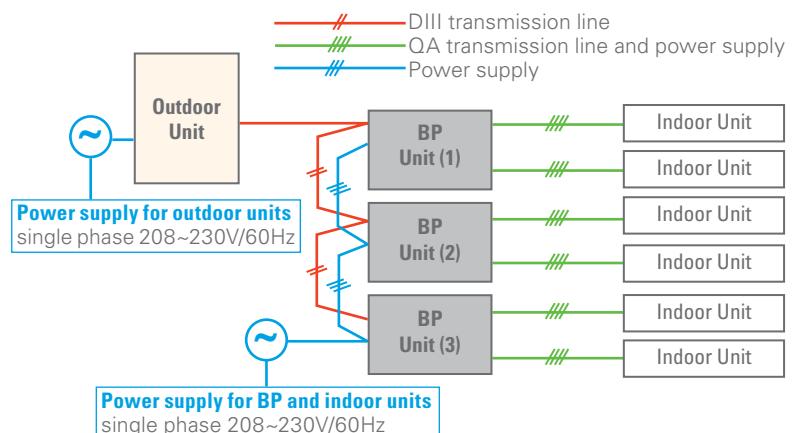 DIII transmission line
QA transmission line and power supply
Power supply
Outdoor
Unit
~
BP
Unit (1)
Indoor Unit
Indoor Unit
Power supply for outdoor units
single phase 208~230V/60Hz
BP
Unit (2)
Indoor Unit
Indoor Unit
BP
Unit (3)
Indoor Unit
Indoor Unit
~
Power supply for BP and indoor units
single phase 208~230V/60Hz